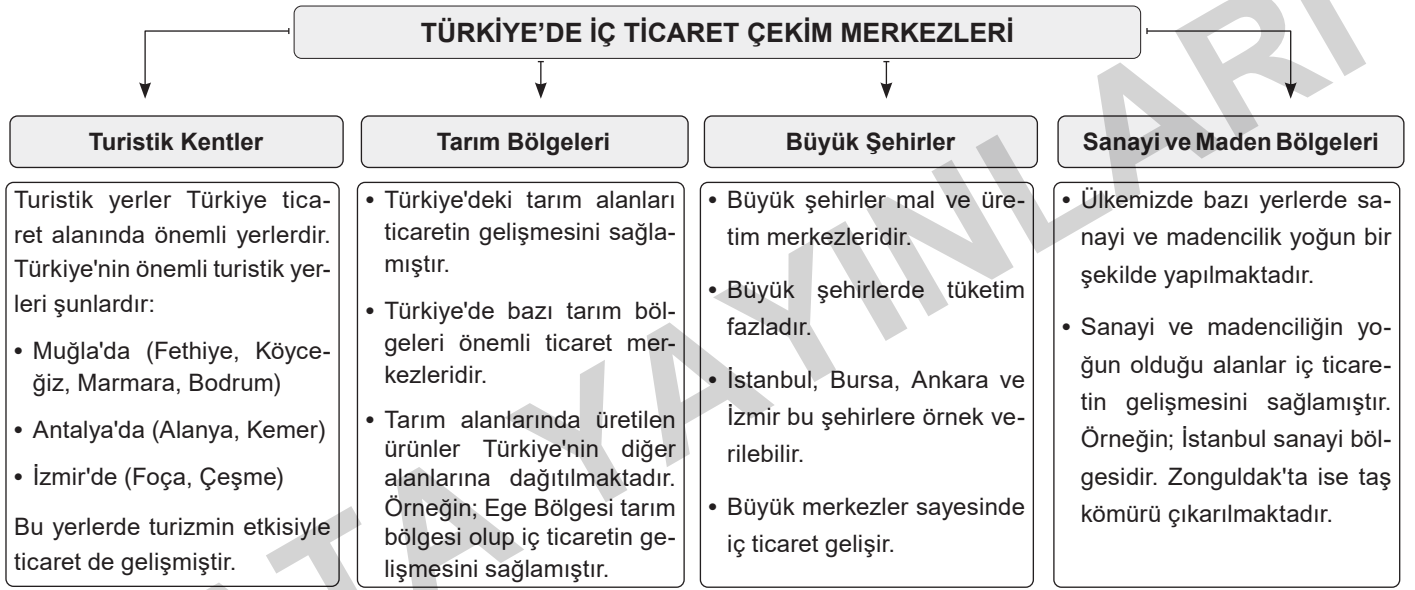 TÜRKİYE’DE İÇ TİCARET ÇEKİM MERKEZLERİ
Turistik Kentler
Turistik yerler Türkiye tica-
ret alanında önemli yerlerdir.
Türkiye'nin önemli turistik yer-
leri şunlardır:
• Muğla'da (Fethiye, Köyce-
ğiz, Marmara, Bodrum)
• Antalya'da (Alanya, Kemer)
• İzmir'de (Foça, Çeşme)
Bu yerlerde turizmin etkisiyle
ticaret de gelişmiştir.
Tarım Bölgeleri
• Türkiye'deki tarım alanları
ticaretin gelişmesini sağla-
mıştır.
• Türkiye'de bazı tarım böl-
geleri önemli ticaret mer-
kezleridir.
• Tarım alanlarında üretilen
ürünler Türkiye'nin diğer
alanlarına dağıtılmaktadır.
Örneğin; Ege Bölgesi tarım
bölgesi olup iç ticaretin ge-
lişmesini sağlamıştır.
Büyük Şehirler
• Büyük şehirler mal ve üre-
tim merkezleridir.
• Büyük şehirlerde tüketim
fazladır.
• İstanbul, Bursa, Ankara ve
İzmir bu şehirlere örnek ve-
rilebilir.
• Büyük merkezler sayesinde
iç ticaret gelişir.
Sanayi ve Maden Bölgeleri
• Ülkemizde bazı yerlerde sa-
nayi ve madencilik yoğun bir
şekilde yapılmaktadır.
• Sanayi ve madenciliğin yo-
ğun olduğu alanlar iç ticare-
tin gelişmesini sağlamıştır.
Örneğin; İstanbul sanayi böl-
gesidir. Zonguldak'ta ise taş
kömürü çıkarılmaktadır.
TA YAYINLARI